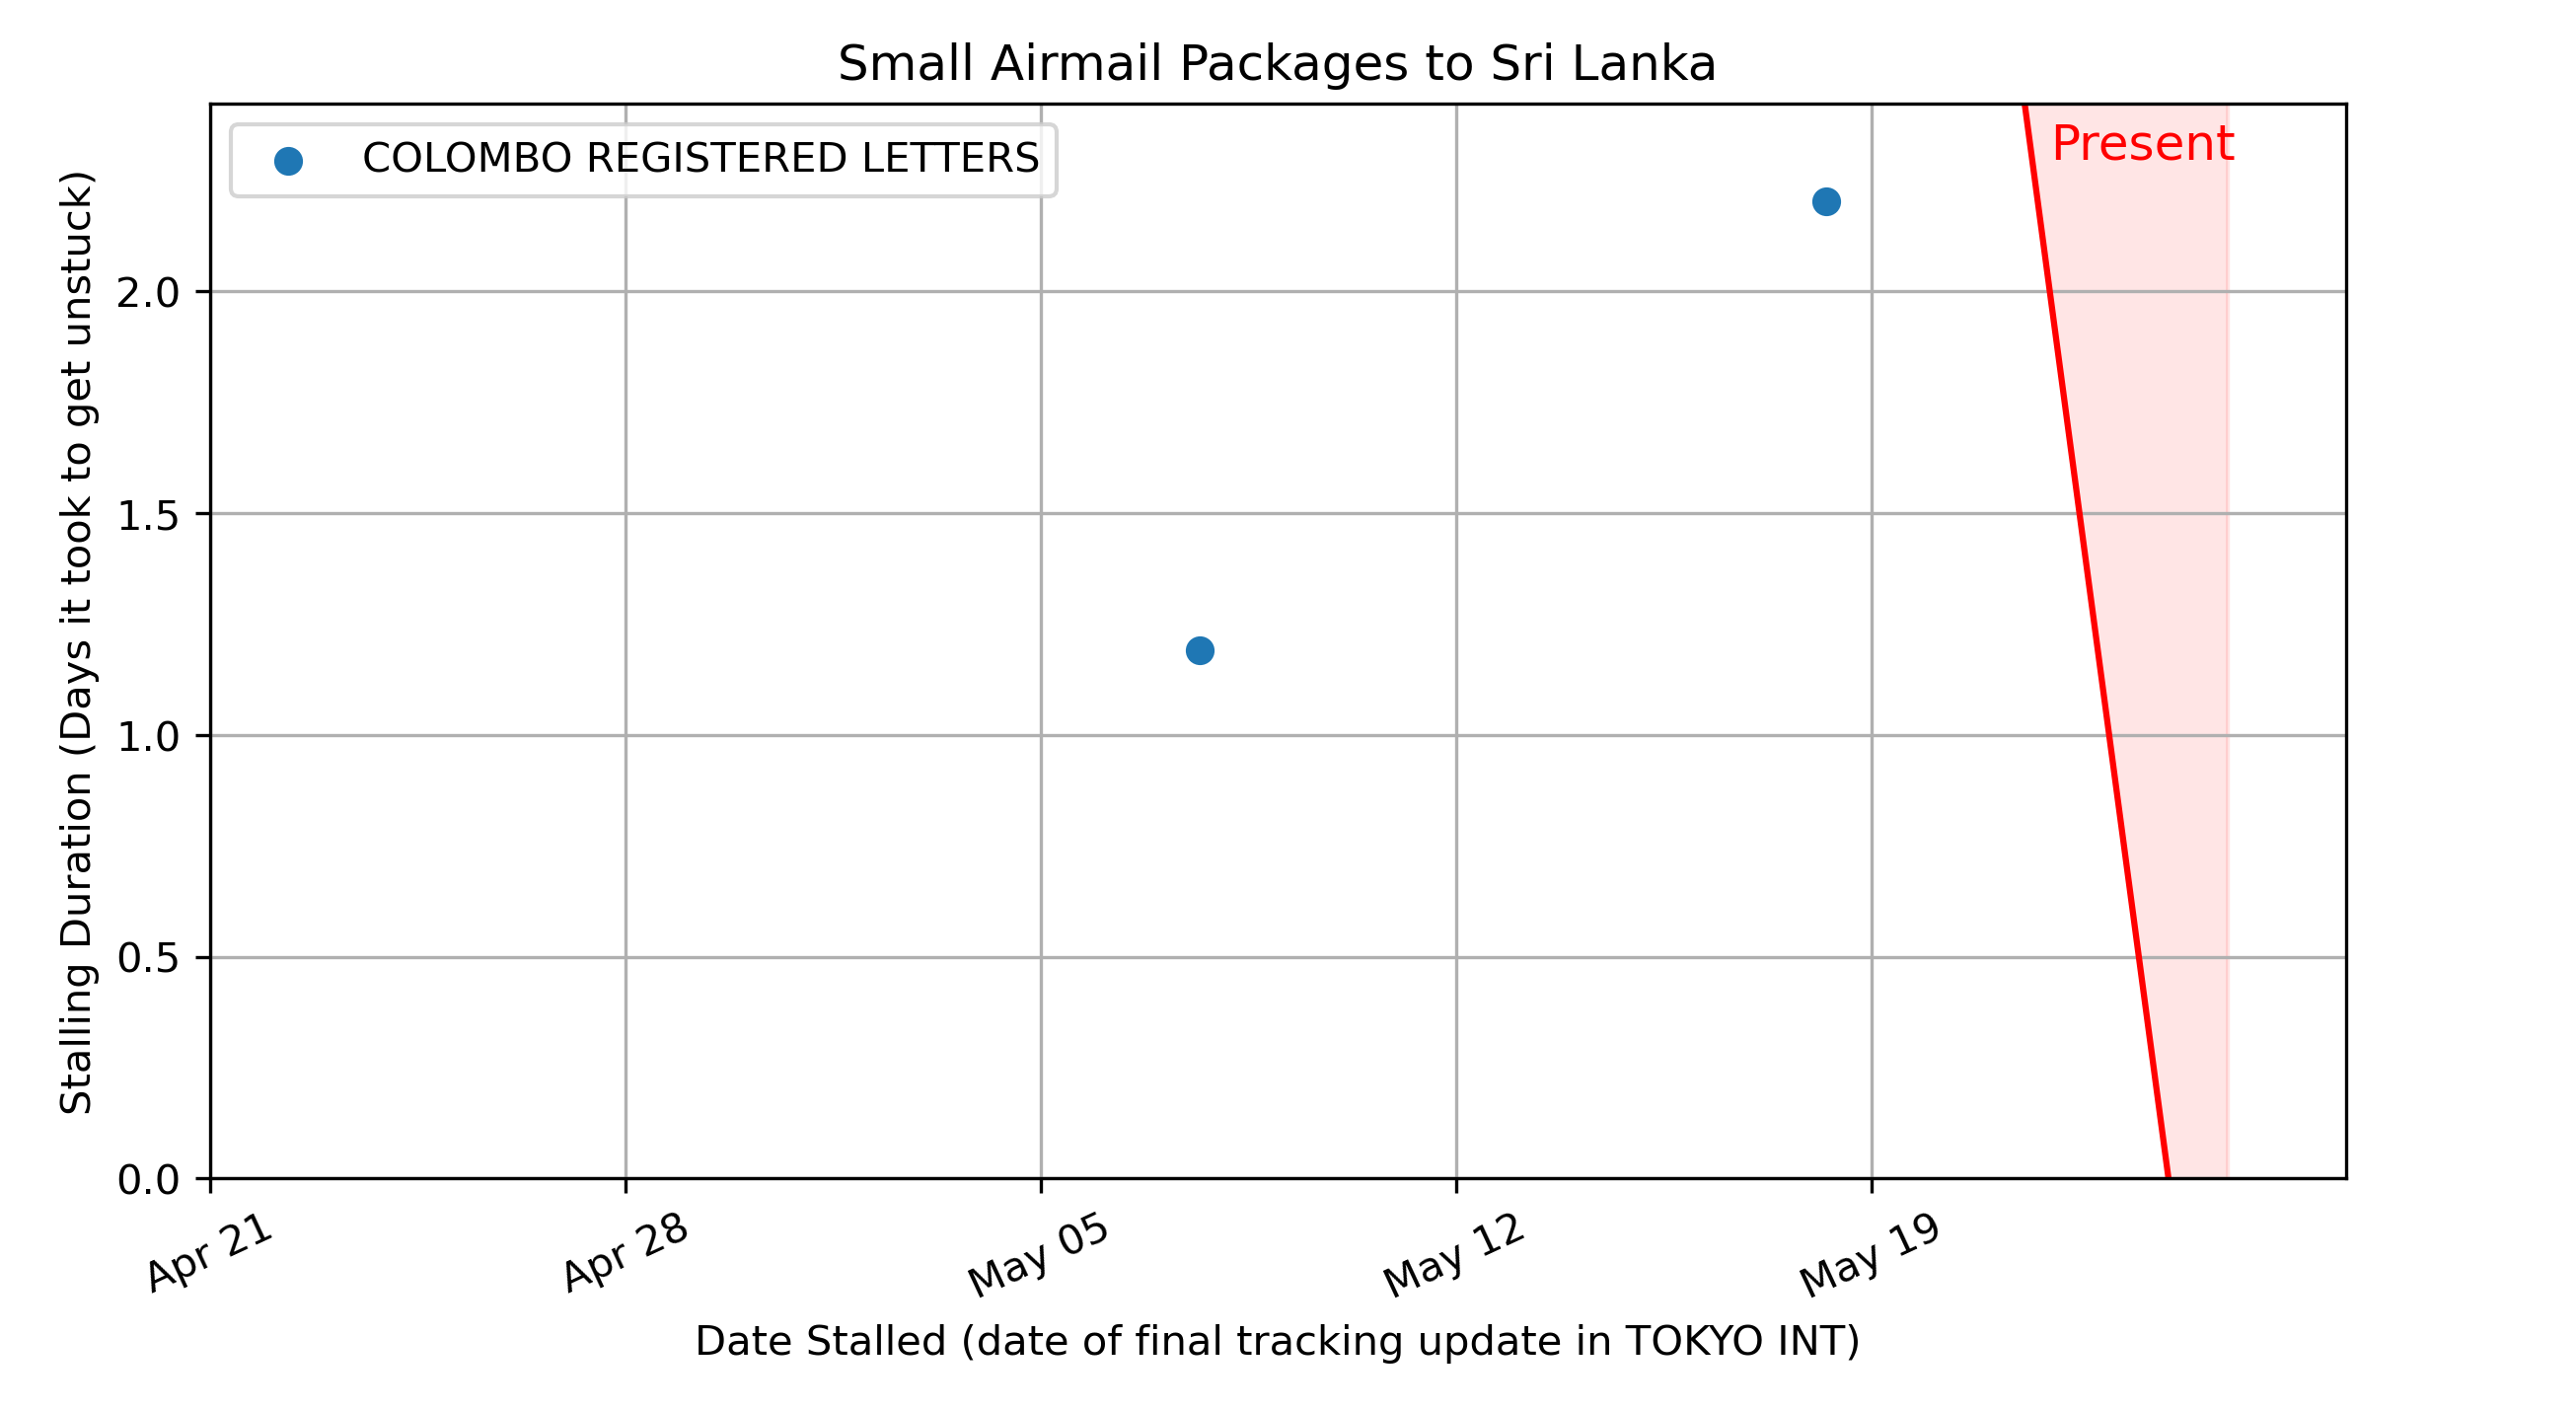 Small Airmail Packages to Sri Lanka
COLOMBO REGISTERED LETTERS
Present
Stalling Duration (Days it took to get unstuck)
2.0
1.5
1.0
0.5
0.0
Apr 21
Apr 28
May 05
May 12
May 19
Date Stalled (date of final tracking update in TOKYO INT)